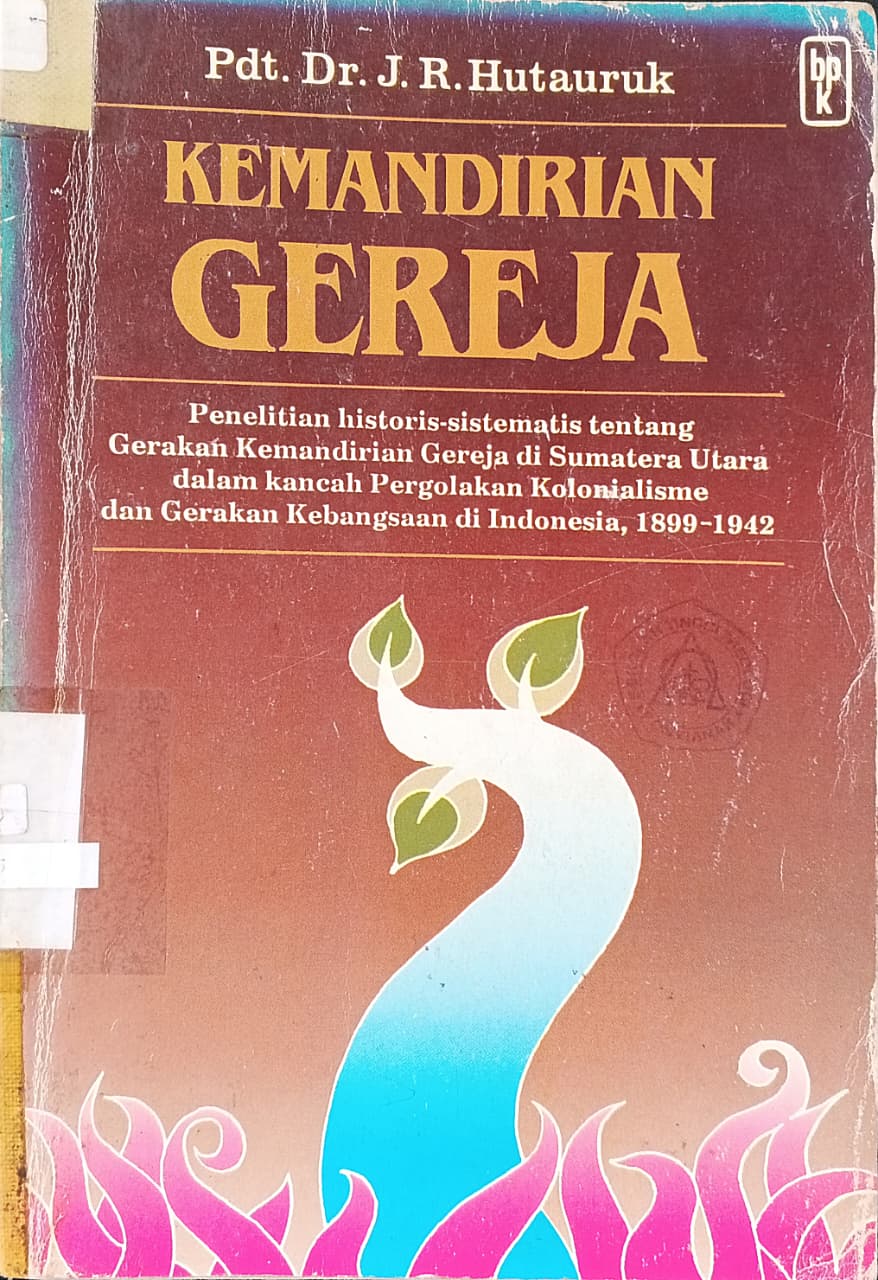 Pdt. Dr. J. R. Hutauruk
bp
k
KEMANDIRIAN
GEREJA
Penelitian historis-sistematis tentang
Gerakan Kemandirian Gereja di Sumatera Utara
dalam kancah Pergolakan Kolonialisme
dan Gerakan Kebangsaan di Indonesia, 1899-1942